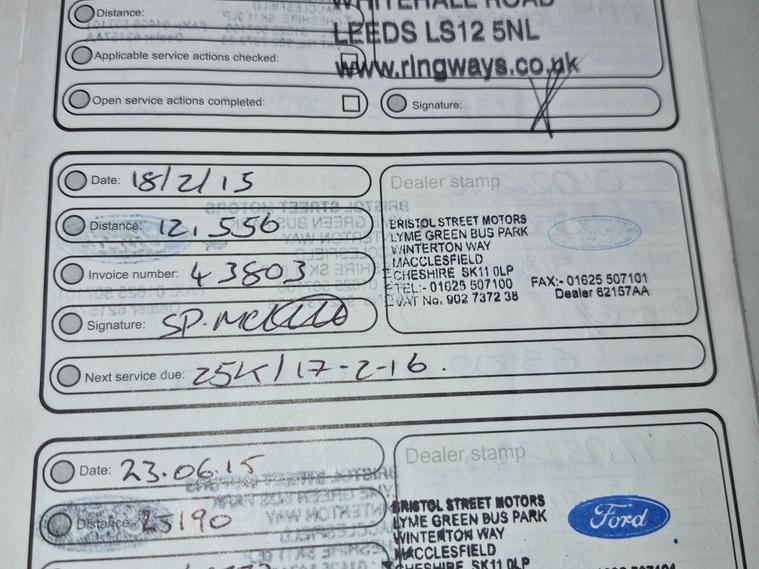 WHITEHALL ROAD
Distance:
LEEDS LS12 5NL
Applicable service actions checked:
www.ringways.co.uk
Open service actions completed:
Signature:
Date: 18/2/15
Dealer stamp
Distance: 12,556
BRISTOL STREET MOTORS
LYME GREEN BUS PARK
WINTERTON WAY
MACCLESFIELD
CHESHIRE SK11 0LP
TEL:- 01625 507100 FAX:- 01625 507101
VAT No. 902 7372 38 Dealer 62157AA
Invoice number: 43803
Signature:
Next service due: 25K/17-2-16.
Date: 23.06.15
Dealer stamp
Distance: 25190
BRISTOL STREET MOTORS
LYME GREEN BUS PARK
WINTERTON WAY
MACCLESFIELD
CHESHIRE SK11 0LP
Ford